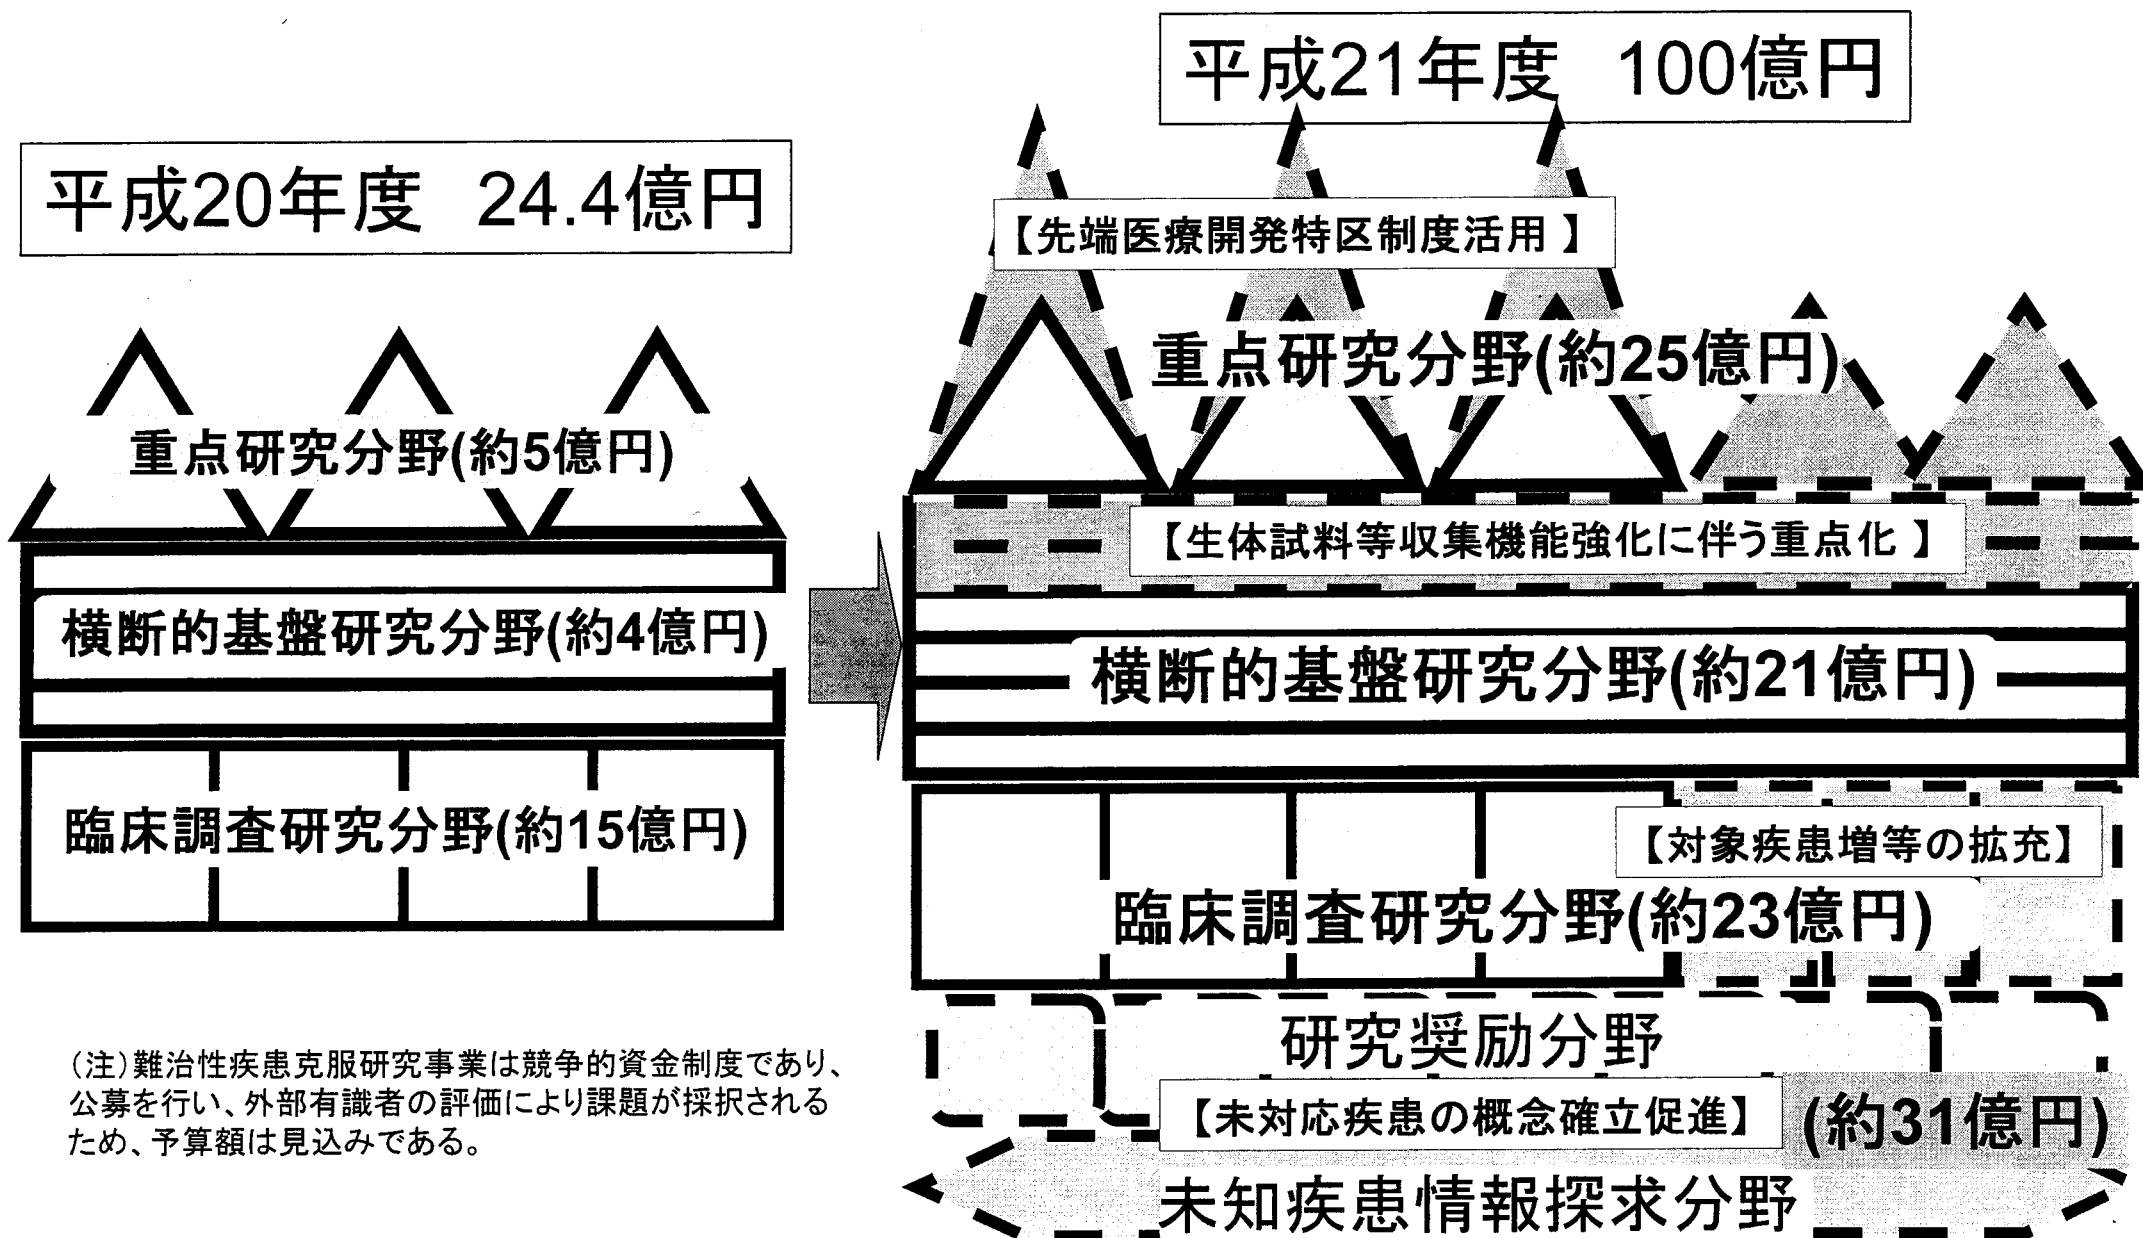 平成20年度 24.4億円
重点研究分野(約5億円)
横断的基盤研究分野(約4億円)
臨床調査研究分野(約15億円)
(注)難治性疾患克服研究事業は競争的資金制度であり、
公募を行い、外部有識者の評価により課題が採択される
ため、予算額は見込みである。
平成21年度 100億円
【先端医療開発特区制度活用 】
重点研究分野(約25億円)
【生体試料等収集機能強化に伴う重点化 】
横断的基盤研究分野(約21億円)
【対象疾患増等の拡充】
臨床調査研究分野(約23億円)
研究奨励分野
【未対応疾患の概念確立促進】 (約31億円)
未知疾患情報探求分野